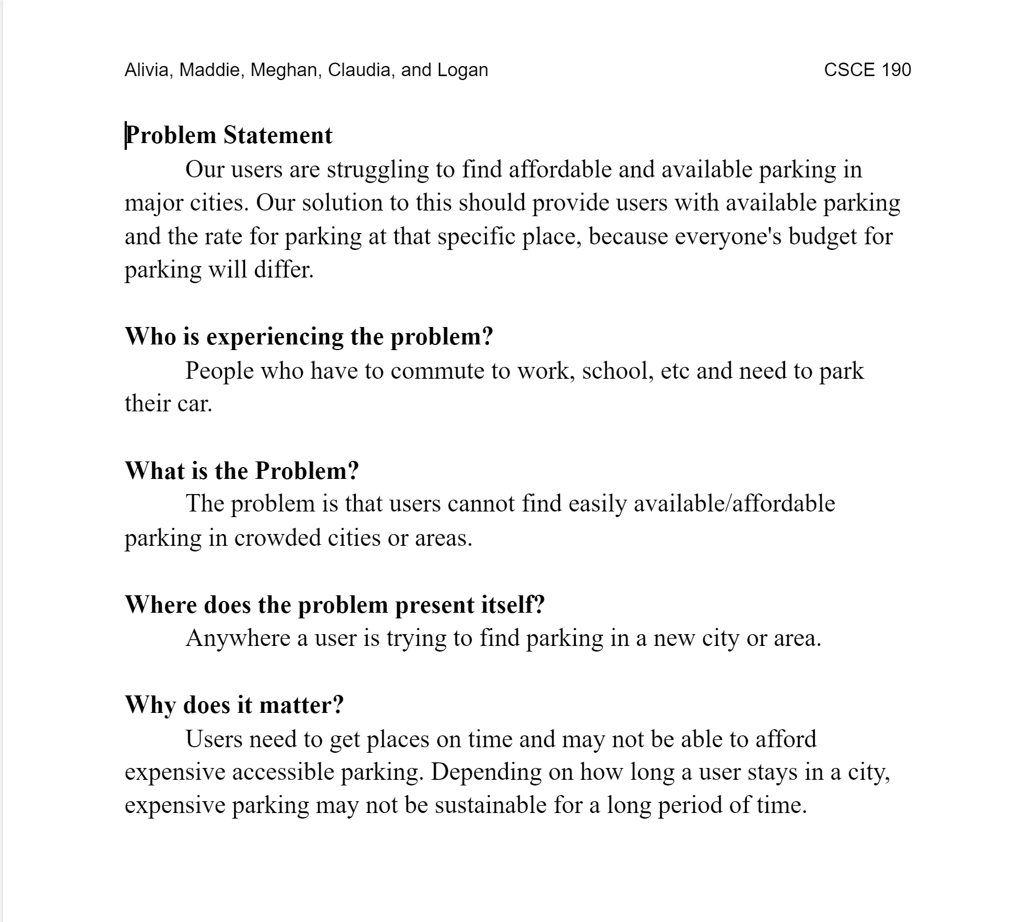 Alivia, Maddie, Meghan, Claudia, and Logan CSCE 190
Problem Statement
Our users are struggling to find affordable and available parking in
major cities. Our solution to this should provide users with available parking
and the rate for parking at that specific place, because everyone's budget for
parking will differ.
Who is experiencing the problem?
People who have to commute to work, school, etc and need to park
their car.
What is the Problem?
The problem is that users cannot find easily available/affordable
parking in crowded cities or areas.
Where does the problem present itself?
Anywhere a user is trying to find parking in a new city or area.
Why does it matter?
Users need to get places on time and may not be able to afford
expensive accessible parking. Depending on how long a user stays in a city,
expensive parking may not be sustainable for a long period of time.